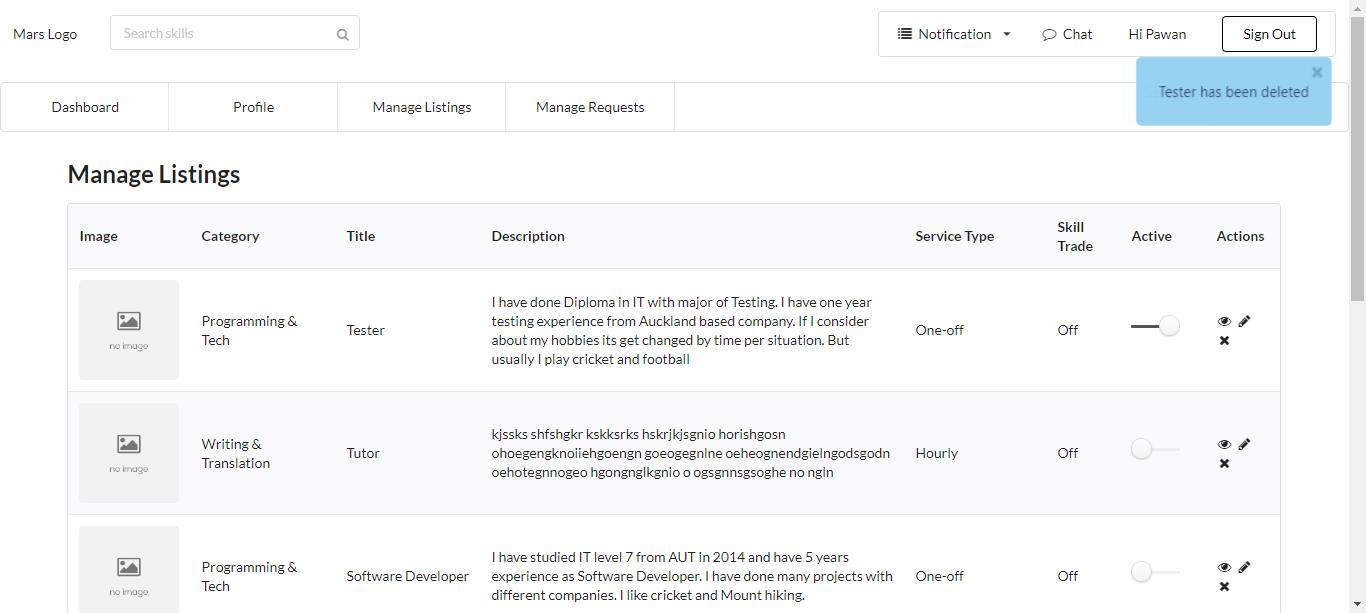 Mars Logo
Search skills
Notification
Chat
Hi Pawan
Sign Out
Tester has been deleted
Dashboard
Profile
Manage Listings
Manage Requests
Manage Listings
Image
Category
Title
Description
Service Type
Skill
Trade
Active
Actions
no image
Programming &
Tech
Tester
I have done Diploma in IT with major of Testing. I have one year
testing experience from Auckland based company. If I consider
about my hobbies its get changed by time per situation. But
usually I play cricket and football
One-off
Off
no image
Writing &
Translation
Tutor
kjssks shfshgkr kskksrks hskrjkjsgnio horishgosn
ohoegengknoiiehgoengn goeogegnlne oeheognendgielngodsgodn
oehotegnnogeo hgongnglkgnio o ogsgnnsgsoghe no ngln
Hourly
Off
no image
Programming &
Tech
Software Developer
I have studied IT level 7 from AUT in 2014 and have 5 years
experience as Software Developer. I have done many projects with
different companies. I like cricket and Mount hiking.
One-off
Off